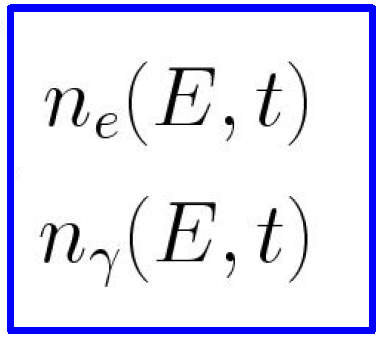 n_e(E, t)
n_γ(E, t)